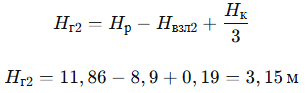 Hг2 = Hр − Hвзл2 + Hк/3
Hг2 = 11,86 − 8,9 + 0,19 = 3,15 м